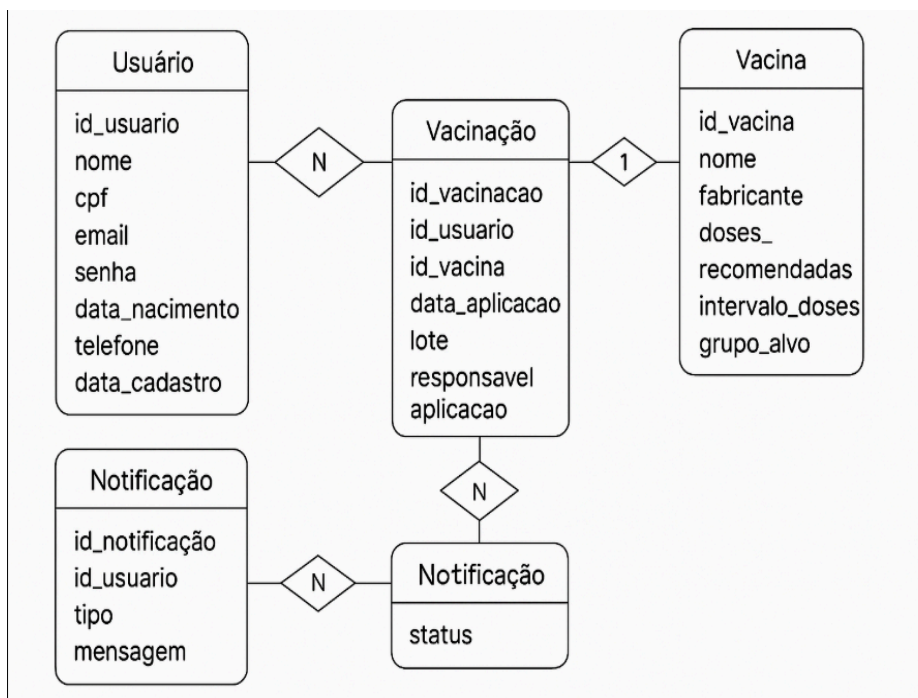 Usuário
id_usuario
nome
cpf
email
senha
data_nacimento
telefone
data_cadastro
N
Vacinação
id_vacinacao
id_usuario
id_vacina
data_aplicacao
lote
responsavel
aplicacao
1
Vacina
id_vacina
nome
fabricante
doses_
recomendadas
intervalo_doses
grupo_alvo
N
Notificação
id_notificação
id_usuario
tipo
mensagem
N
Notificação
status